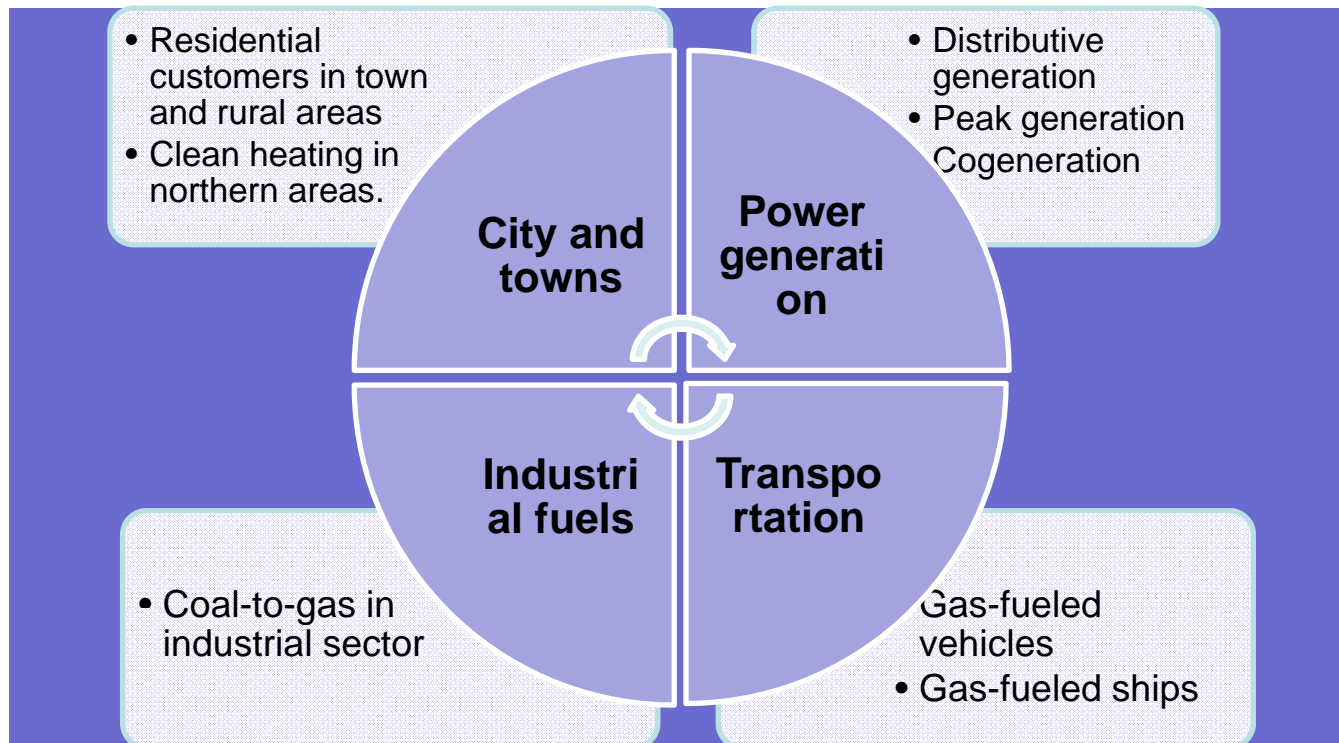 • Residential
customers in town
and rural areas
• Clean heating in
northern areas.
• Distributive
generation
• Peak generation
Cogeneration
City and
towns
Power
generati
on
Industri
al fuels
Transpo
rtation
• Coal-to-gas in
industrial sector
Gas-fueled
vehicles
• Gas-fueled ships